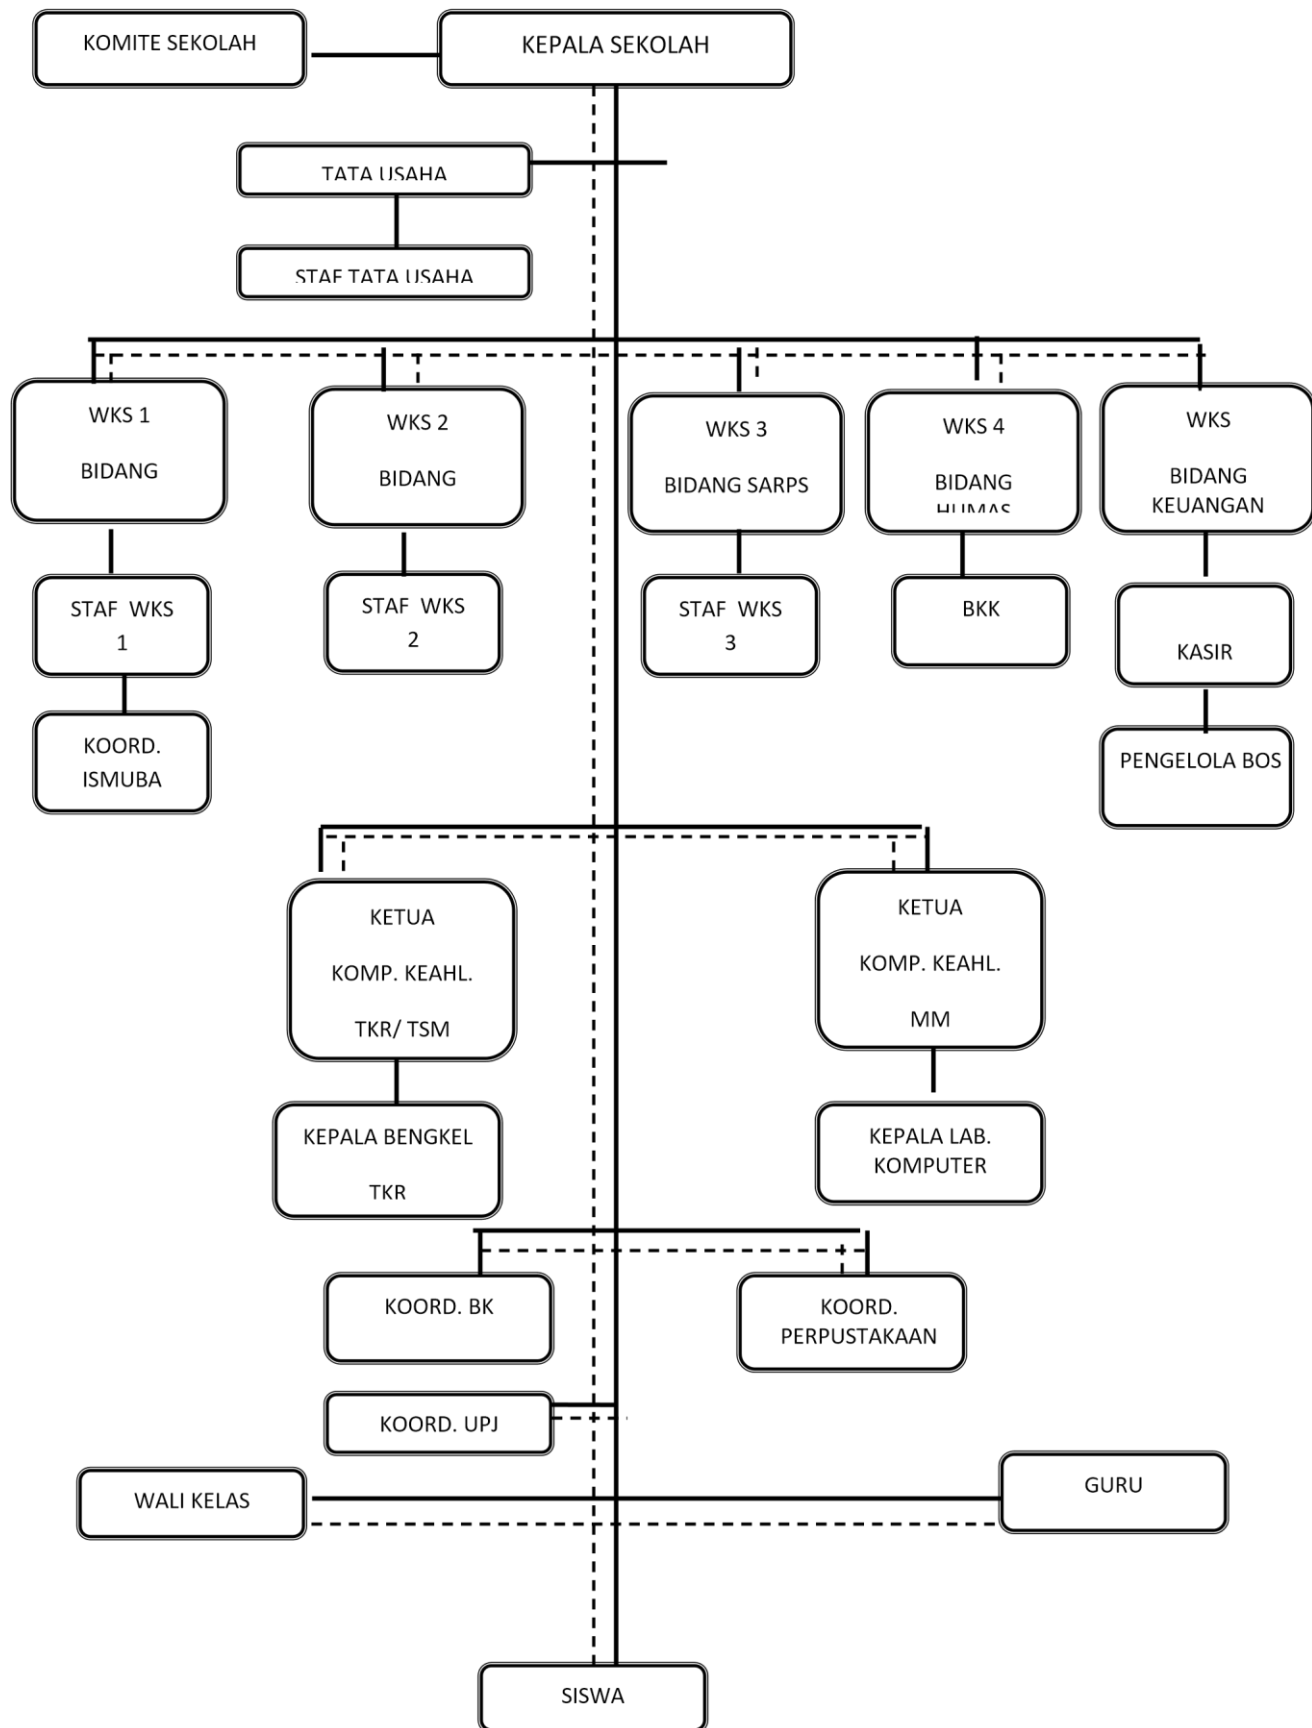 KOMITE SEKOLAH
KEPALA SEKOLAH
TATA USAHA
STAF TATA USAHA
WKS 1
BIDANG
WKS 2
BIDANG
WKS 3
BIDANG SARPS
WKS 4
BIDANG
HUMAS
WKS
BIDANG
KEUANGAN
STAF WKS
1
STAF WKS
2
STAF WKS
3
BKK
KASIR
KOORD.
ISMUBA
PENGELOLA BOS
KETUA
KOMP. KEAHL.
TKR/ TSM
KETUA
KOMP. KEAHL.
MM
KEPALA BENGKEL
TKR
KEPALA LAB.
KOMPUTER
KOORD. BK
KOORD.
PERPUSTAKAAN
KOORD. UPJ
WALI KELAS
GURU
SISWA